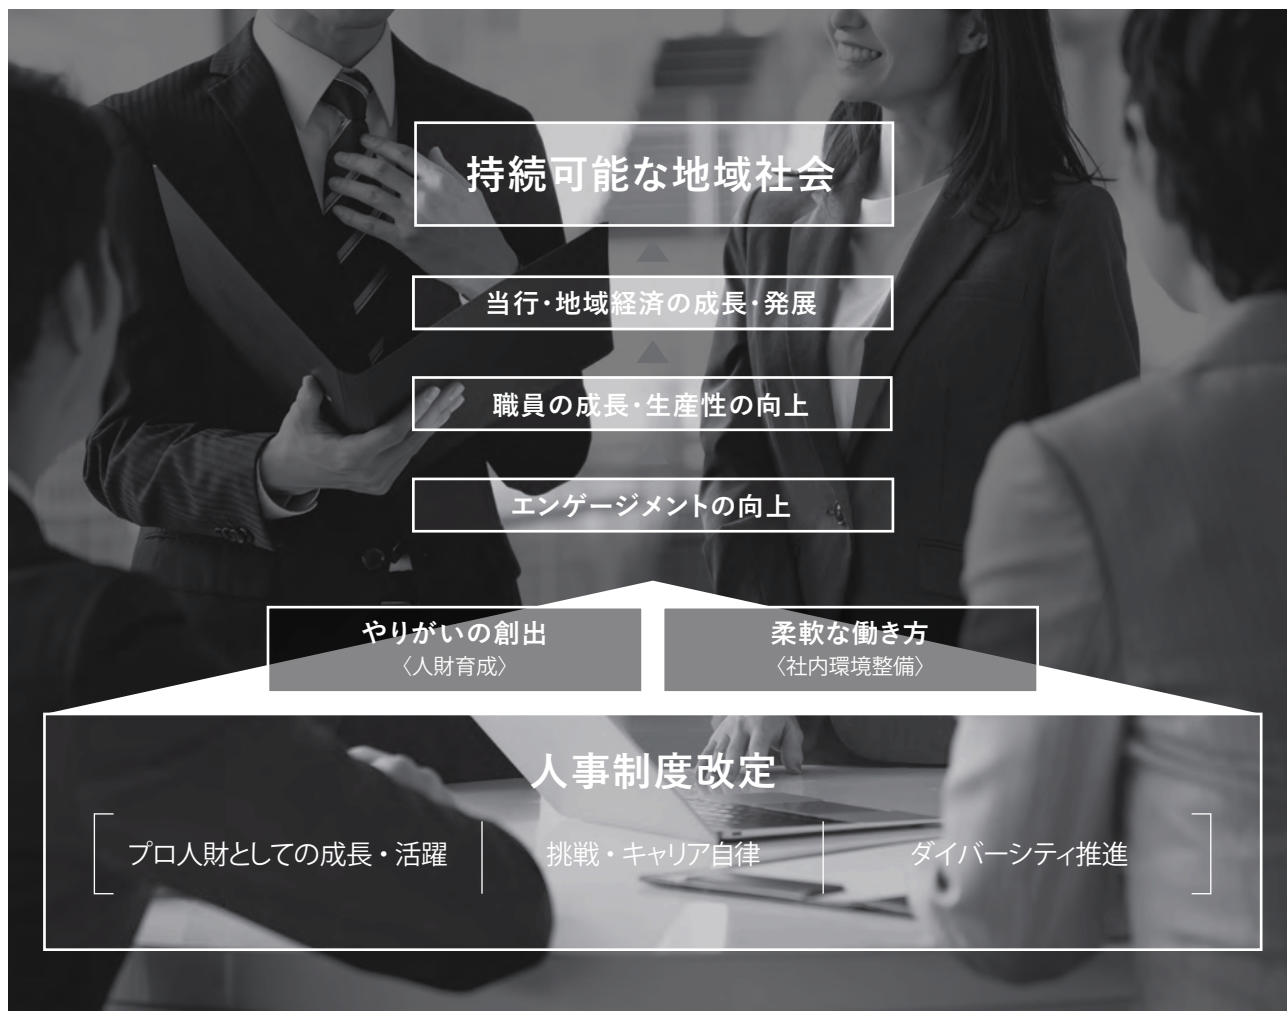 持続可能な地域社会
当行・地域経済の成長・発展
職員の成長・生産性の向上
エンゲージメントの向上
やりがいの創出
〈人財育成〉
柔軟な働き方
〈社内環境整備〉
人事制度改定
プロ人財としての成長・活躍
挑戦・キャリア自律
ダイバーシティ推進